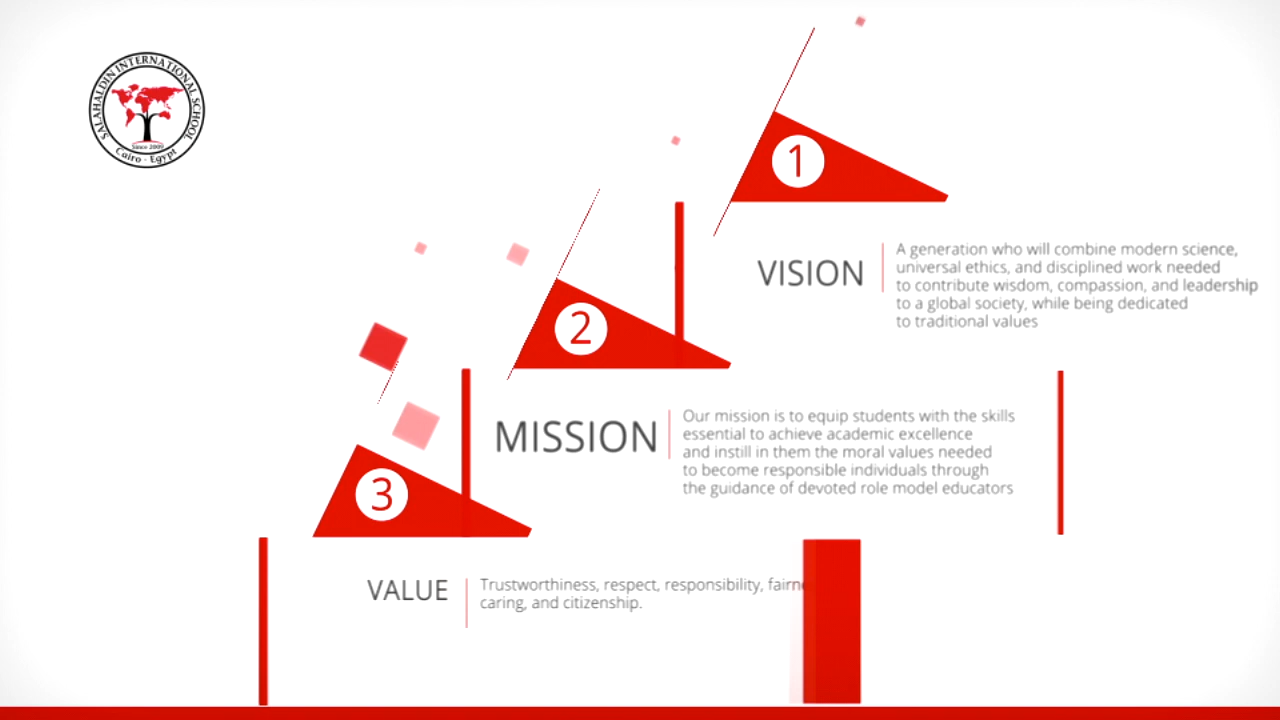 SALAHALDIN INTERNATIONAL SCHOOL
Since 2009
Cairo - Egypt
1
VISION
A generation who will combine modern science,
universal ethics, and disciplined work needed
to contribute wisdom, compassion, and leadership
to a global society, while being dedicated
to traditional values
2
MISSION
Our mission is to equip students with the skills
essential to achieve academic excellence
and instill in them the moral values needed
to become responsible individuals through
the guidance of devoted role model educators
3
VALUE
Trustworthiness, respect, responsibility,
caring, and citizenship.